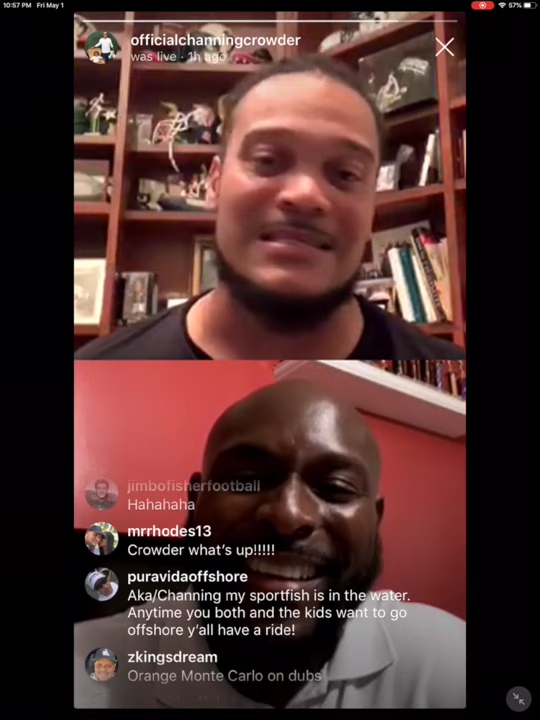 10:57 PM Fri May 1
57%
officialchanningcrowder
was live · 1h ago
jimbofisherfootball
Hahahaha
mrrhodes13
Crowder what's up!!!!!
puravidaoffshore
Aka/Channing my sportfish is in the water.
Anytime you both and the kids want to go
offshore y'all have a ride!
zkingsdream
Orange Monte Carlo on dubs